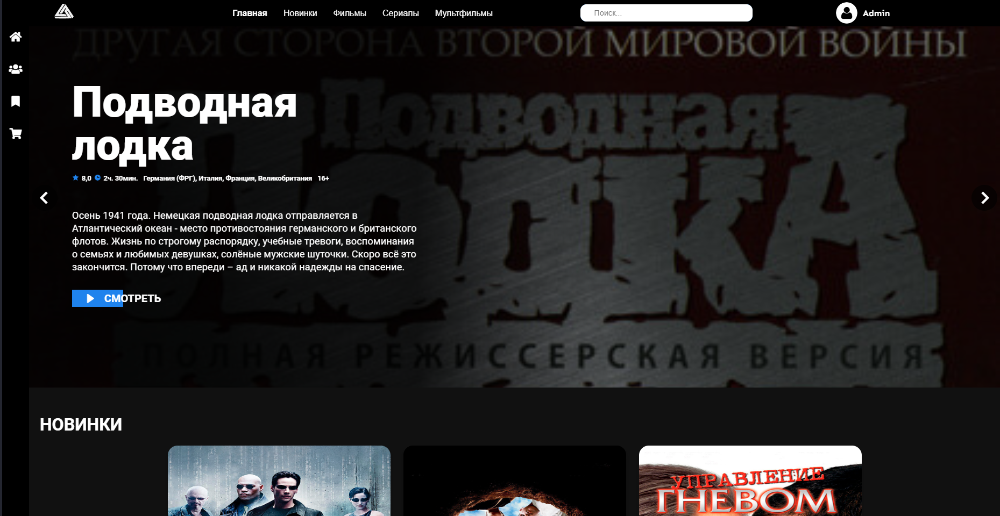 Главная Новинки Фильмы Сериалы Мультфильмы Поиск... Admin
ДРУГАЯ СТОРОНА ВТОРОЙ МИРОВОЙ ВОЙНЫ
Подводная
лодка
8,0 2ч. 30мин. Германия (ФРГ), Италия, Франция, Великобритания 16+
Осень 1941 года. Немецкая подводная лодка отправляется в
Атлантический океан - место противостояния германского и британского
флотов. Жизнь по строгому распорядку, учебные тревоги, воспоминания
о семьях и любимых девушках, солёные мужские шуточки. Скоро всё это
закончится. Потому что впереди – ад и никакой надежды на спасение.
СМОТРЕТЬ
Подводная
ЛОДКА
ПОЛНАЯ РЕЖИССЕРСКАЯ ВЕРСИЯ
НОВИНКИ
УПРАВЛЕНИЕ
ГНЕВОМ